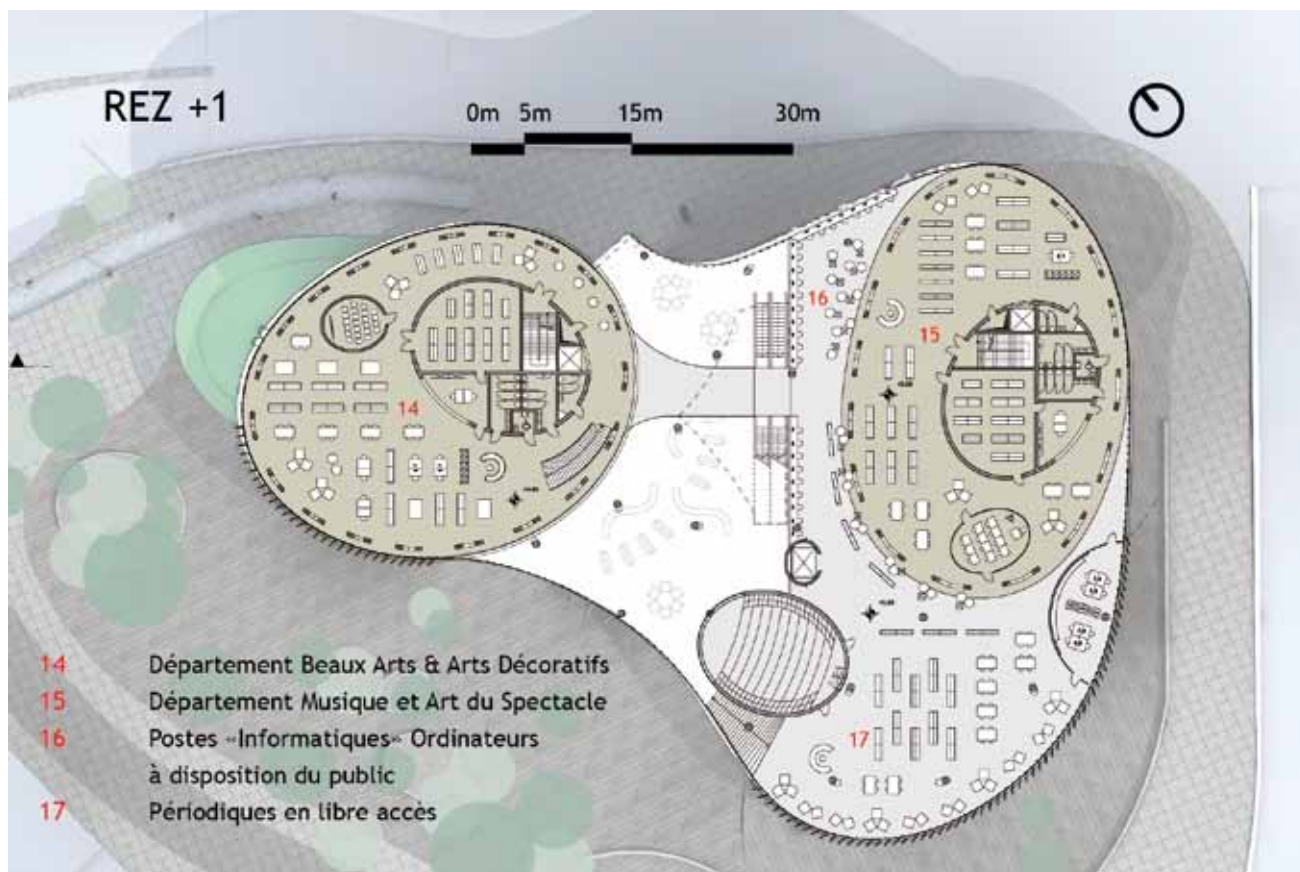 REZ +1
0m 5m 15m 30m
16
15
14
17
14 Département Beaux Arts & Arts Décoratifs
15 Département Musique et Art du Spectacle
16 Postes «Informatiques» Ordinateurs
à disposition du public
17 Périodiques en libre accès